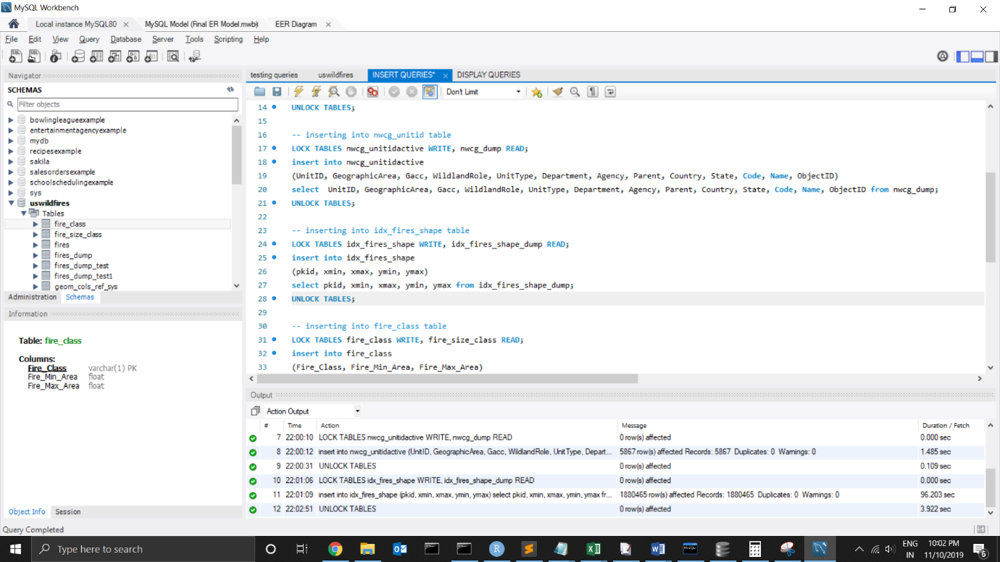 MySQL Workbench
Local instance MySQL80
MySQL Model (Final ER Model.mwb)
EER Diagram
File Edit View Query Database Server Tools Scripting Help
Navigator
SCHEMAS
Filter objects
bowlingleagueexample
entertainmentagencyexample
mydb
recipesexample
sakila
salesordersexample
schoolschedulingexample
sys
uswildfires
Tables
fire_class
fire_size_class
fires
fires_dump
fires_dump_test
fires_dump_test1
geom_cols_ref_sys
Administration Schemas
Information
Table: fire_class
Columns:
Fire_Class varchar(1) PK
Fire_Min_Area float
Fire_Max_Area float
Object Info Session
testing queries uswildfires INSERT QUERIES* DISPLAY QUERIES
Don't Limit
14 UNLOCK TABLES;
15
16 -- inserting into nwcg_unitid table
17 LOCK TABLES nwcg_unitidactive WRITE, nwcg_dump READ;
18 insert into nwcg_unitidactive
19 (UnitID, GeographicArea, Gacc, WildlandRole, UnitType, Department, Agency, Parent, Country, State, Code, Name, ObjectID)
20 select UnitID, GeographicArea, Gacc, WildlandRole, UnitType, Department, Agency, Parent, Country, State, Code, Name, ObjectID from nwcg_dump;
21 UNLOCK TABLES;
22
23 -- inserting into idx_fires_shape table
24 LOCK TABLES idx_fires_shape WRITE, idx_fires_shape_dump READ;
25 insert into idx_fires_shape
26 (pkid, xmin, xmax, ymin, ymax)
27 select pkid, xmin, xmax, ymin, ymax from idx_fires_shape_dump;
28 UNLOCK TABLES;
29
30 -- inserting into fire_class table
31 LOCK TABLES fire_class WRITE, fire_size_class READ;
32 insert into fire_class
33 (Fire_Class, Fire_Min_Area, Fire_Max_Area)
Output
Action Output
# Time Action Message Duration / Fetch
7 22:00:10 LOCK TABLES nwcg_unitidactive WRITE, nwcg_dump READ 0 row(s) affected 0.000 sec
8 22:00:12 insert into nwcg_unitidactive (UnitID, GeographicArea, Gacc, WildlandRole, UnitType, Depart... 5867 row(s) affected Records: 5867 Duplicates: 0 Warnings: 0 1.485 sec
9 22:00:31 UNLOCK TABLES 0 row(s) affected 0.109 sec
10 22:01:06 LOCK TABLES idx_fires_shape WRITE, idx_fires_shape_dump READ 0 row(s) affected 0.000 sec
11 22:01:09 insert into idx_fires_shape (pkid, xmin, xmax, ymin, ymax) select pkid, xmin, xmax, ymin, ymax fr... 1880465 row(s) affected Records: 1880465 Duplicates: 0 Warnings: 0 96.203 sec
12 22:02:51 UNLOCK TABLES 0 row(s) affected 3.922 sec
Query Completed
Type here to search
ENG
IN
10:02 PM
11/10/2019
6